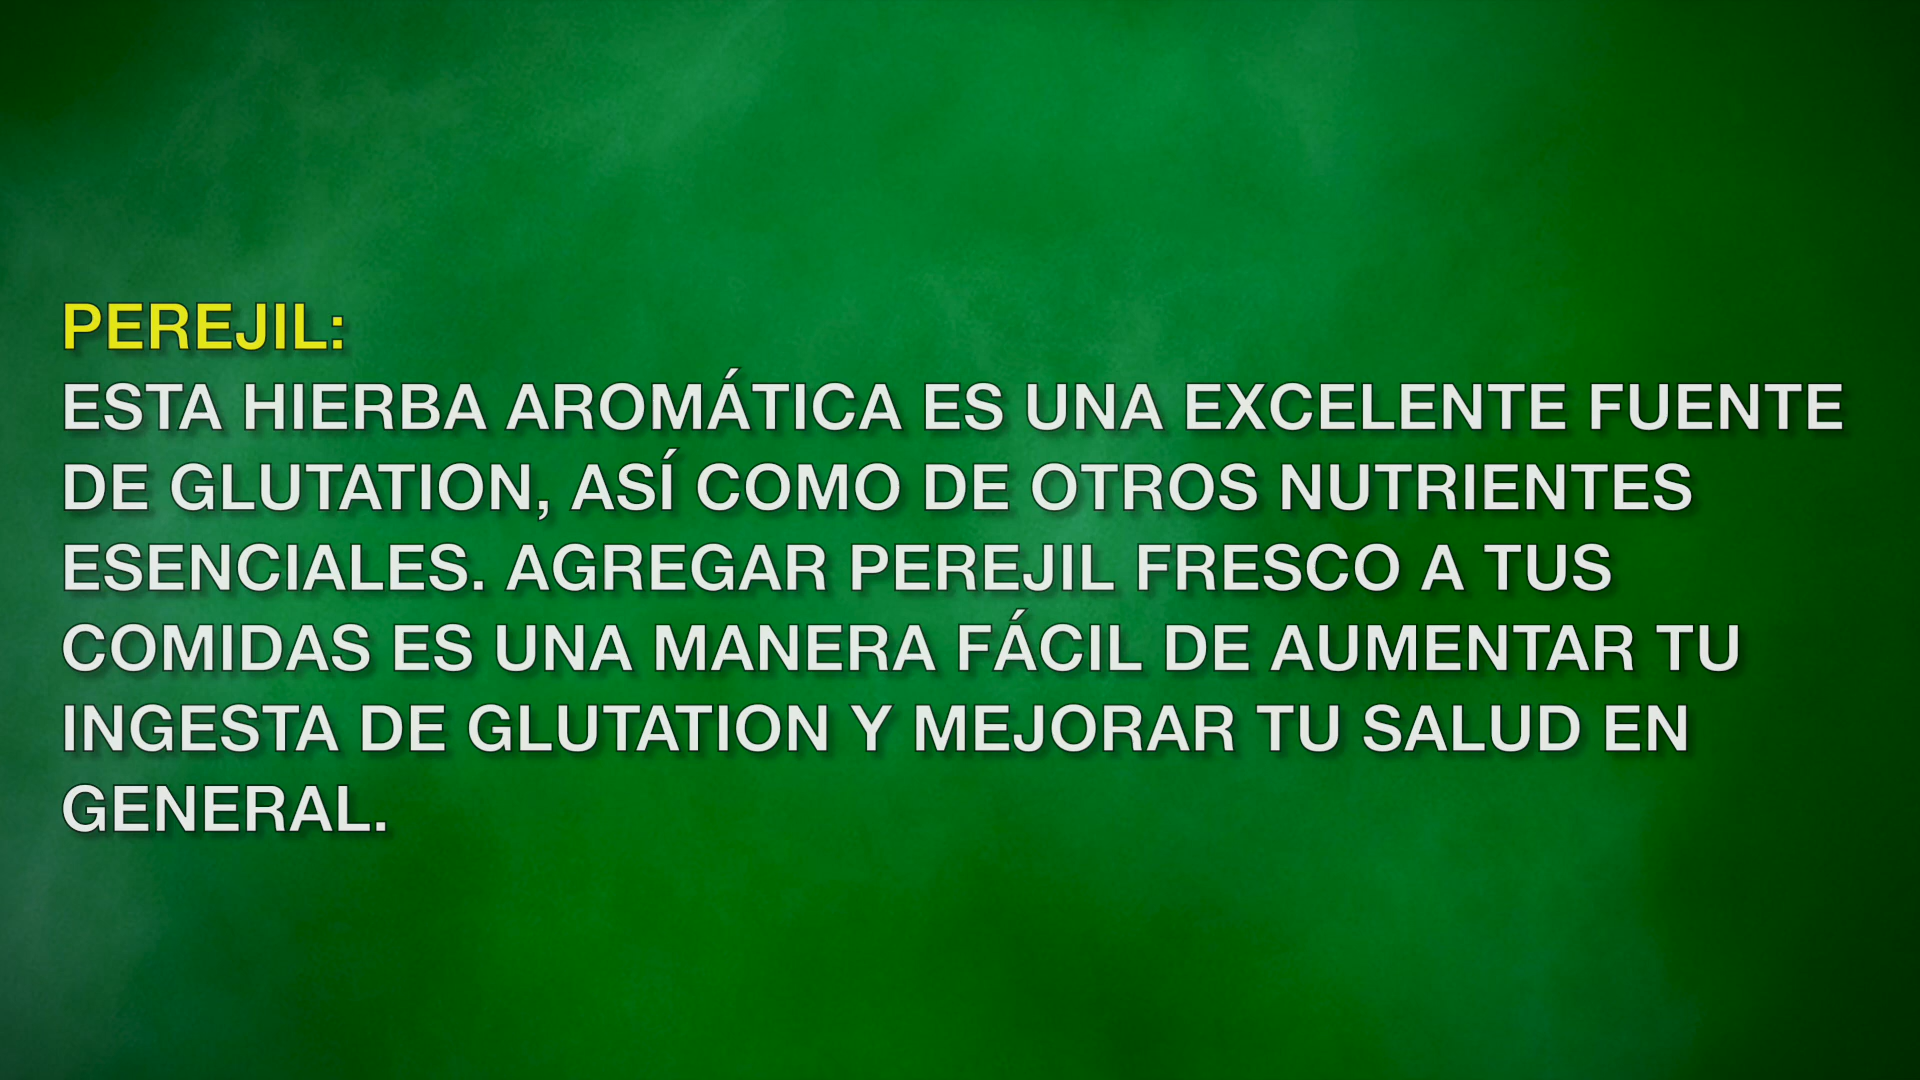 PEREJIL:
ESTA HIERBA AROMÁTICA ES UNA EXCELENTE FUENTE
DE GLUTATION, ASÍ COMO DE OTROS NUTRIENTES
ESENCIALES. AGREGAR PEREJIL FRESCO A TUS
COMIDAS ES UNA MANERA FÁCIL DE AUMENTAR TU
INGESTA DE GLUTATION Y MEJORAR TU SALUD EN
GENERAL.